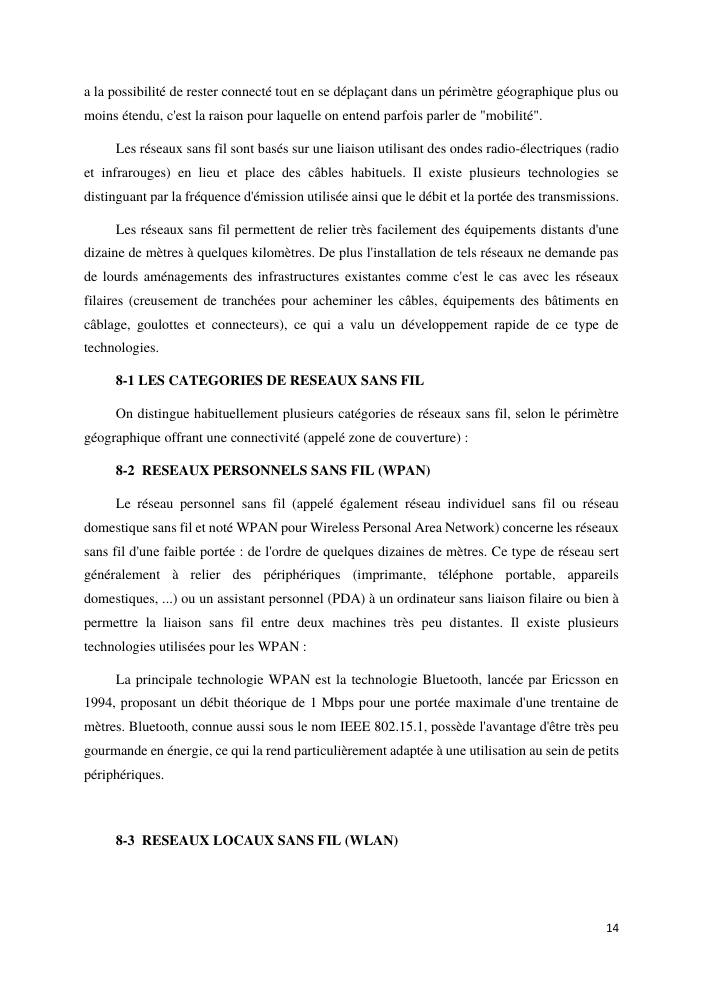 a la possibilité de rester connecté tout en se déplaçant dans un périmètre géographique plus ou
moins étendu, c'est la raison pour laquelle on entend parfois parler de "mobilité".
Les réseaux sans fil sont basés sur une liaison utilisant des ondes radio-électriques (radio
et infrarouges) en lieu et place des câbles habituels. Il existe plusieurs technologies se
distinguant par la fréquence d'émission utilisée ainsi que le débit et la portée des transmissions.
Les réseaux sans fil permettent de relier très facilement des équipements distants d'une
dizaine de mètres à quelques kilomètres. De plus l'installation de tels réseaux ne demande pas
de lourds aménagements des infrastructures existantes comme c'est le cas avec les réseaux
filaires (creusement de tranchées pour acheminer les câbles, équipements des bâtiments en
câblage, goulottes et connecteurs), ce qui a valu un développement rapide de ce type de
technologies.
8-1 LES CATEGORIES DE RESEAUX SANS FIL
On distingue habituellement plusieurs catégories de réseaux sans fil, selon le périmètre
géographique offrant une connectivité (appelé zone de couverture) :
8-2 RESEAUX PERSONNELS SANS FIL (WPAN)
Le réseau personnel sans fil (appelé également réseau individuel sans fil ou réseau
domestique sans fil et noté WPAN pour Wireless Personal Area Network) concerne les réseaux
sans fil d'une faible portée : de l'ordre de quelques dizaines de mètres. Ce type de réseau sert
généralement à relier des périphériques (imprimante, téléphone portable, appareils
domestiques, ...) ou un assistant personnel (PDA) à un ordinateur sans liaison filaire ou bien à
permettre la liaison sans fil entre deux machines très peu distantes. Il existe plusieurs
technologies utilisées pour les WPAN :
La principale technologie WPAN est la technologie Bluetooth, lancée par Ericsson en
1994, proposant un débit théorique de 1 Mbps pour une portée maximale d'une trentaine de
mètres. Bluetooth, connue aussi sous le nom IEEE 802.15.1, possède l'avantage d'être très peu
gourmande en énergie, ce qui la rend particulièrement adaptée à une utilisation au sein de petits
périphériques.
8-3 RESEAUX LOCAUX SANS FIL (WLAN)
14